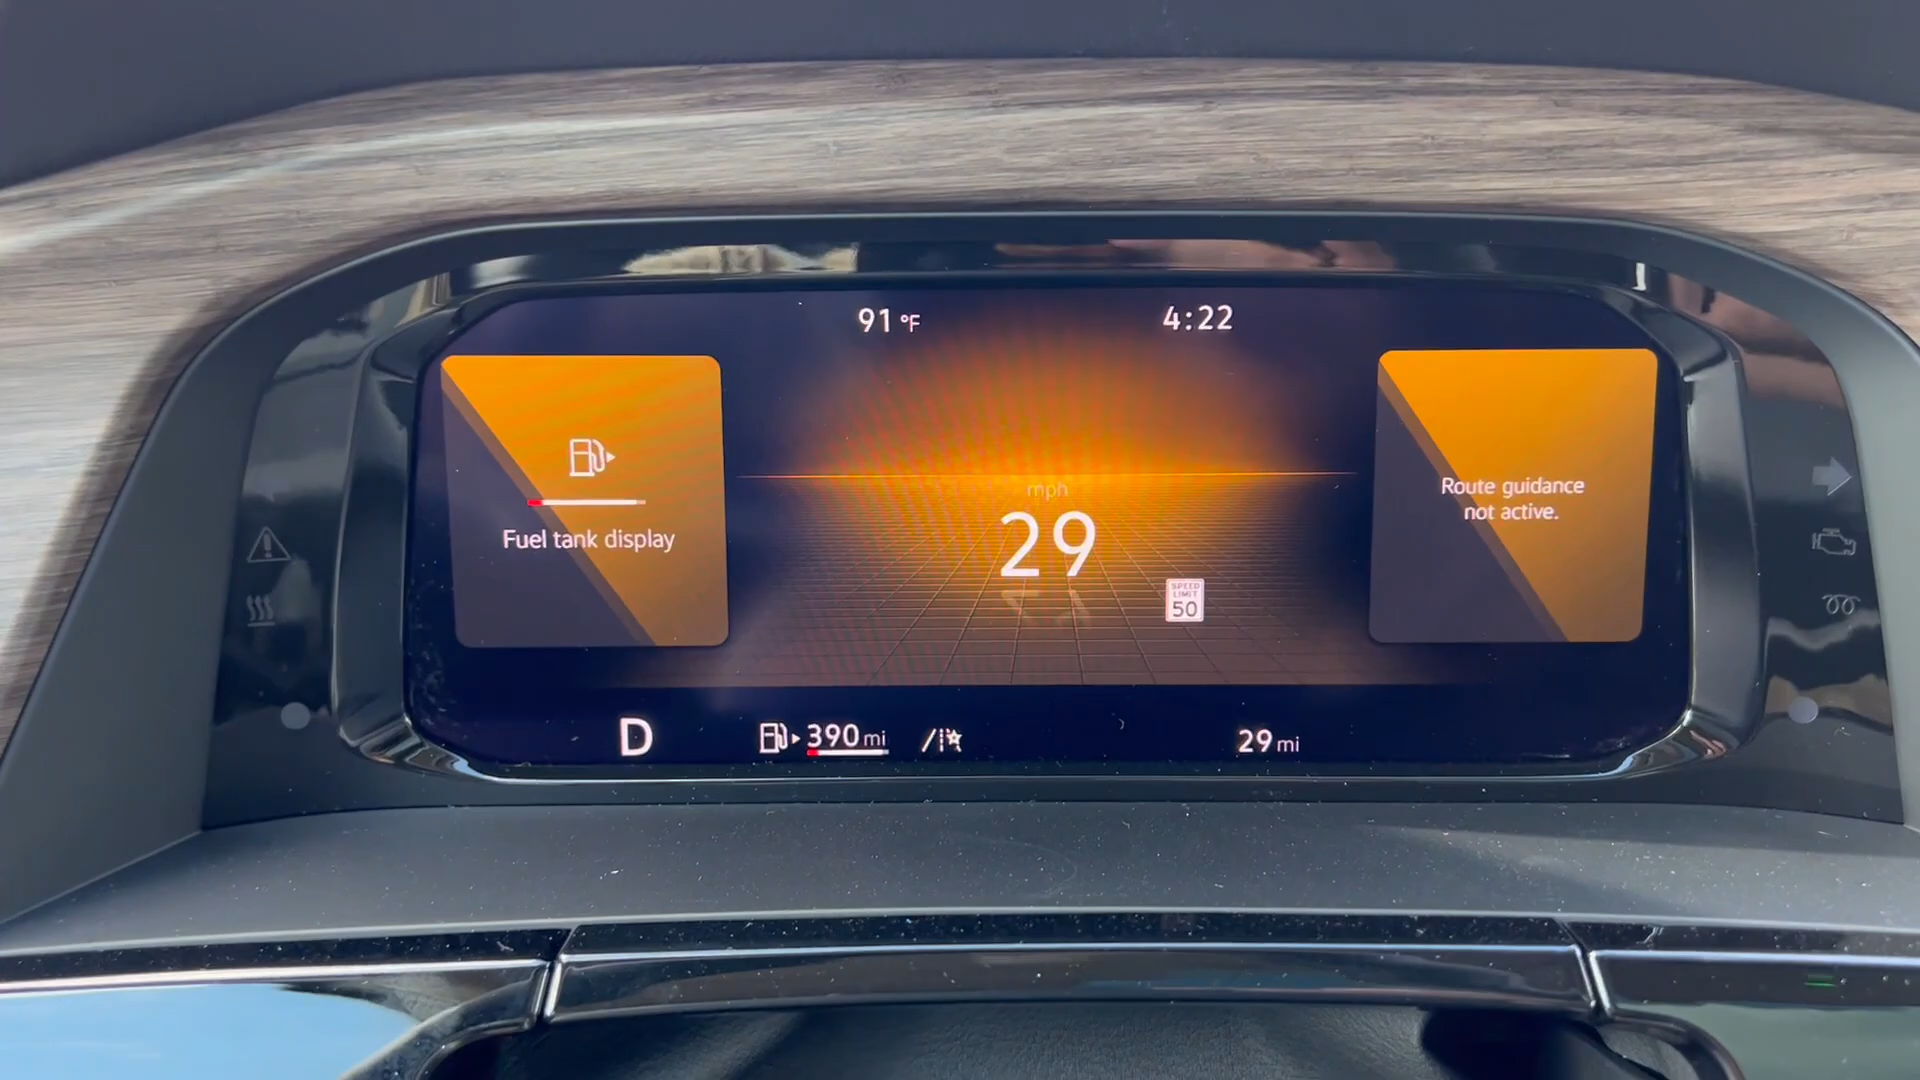 91 °F
4:22
Fuel tank display
mph
29
SPEED
LIMIT
50
Route guidance
not active.
D
390 mi
29 mi